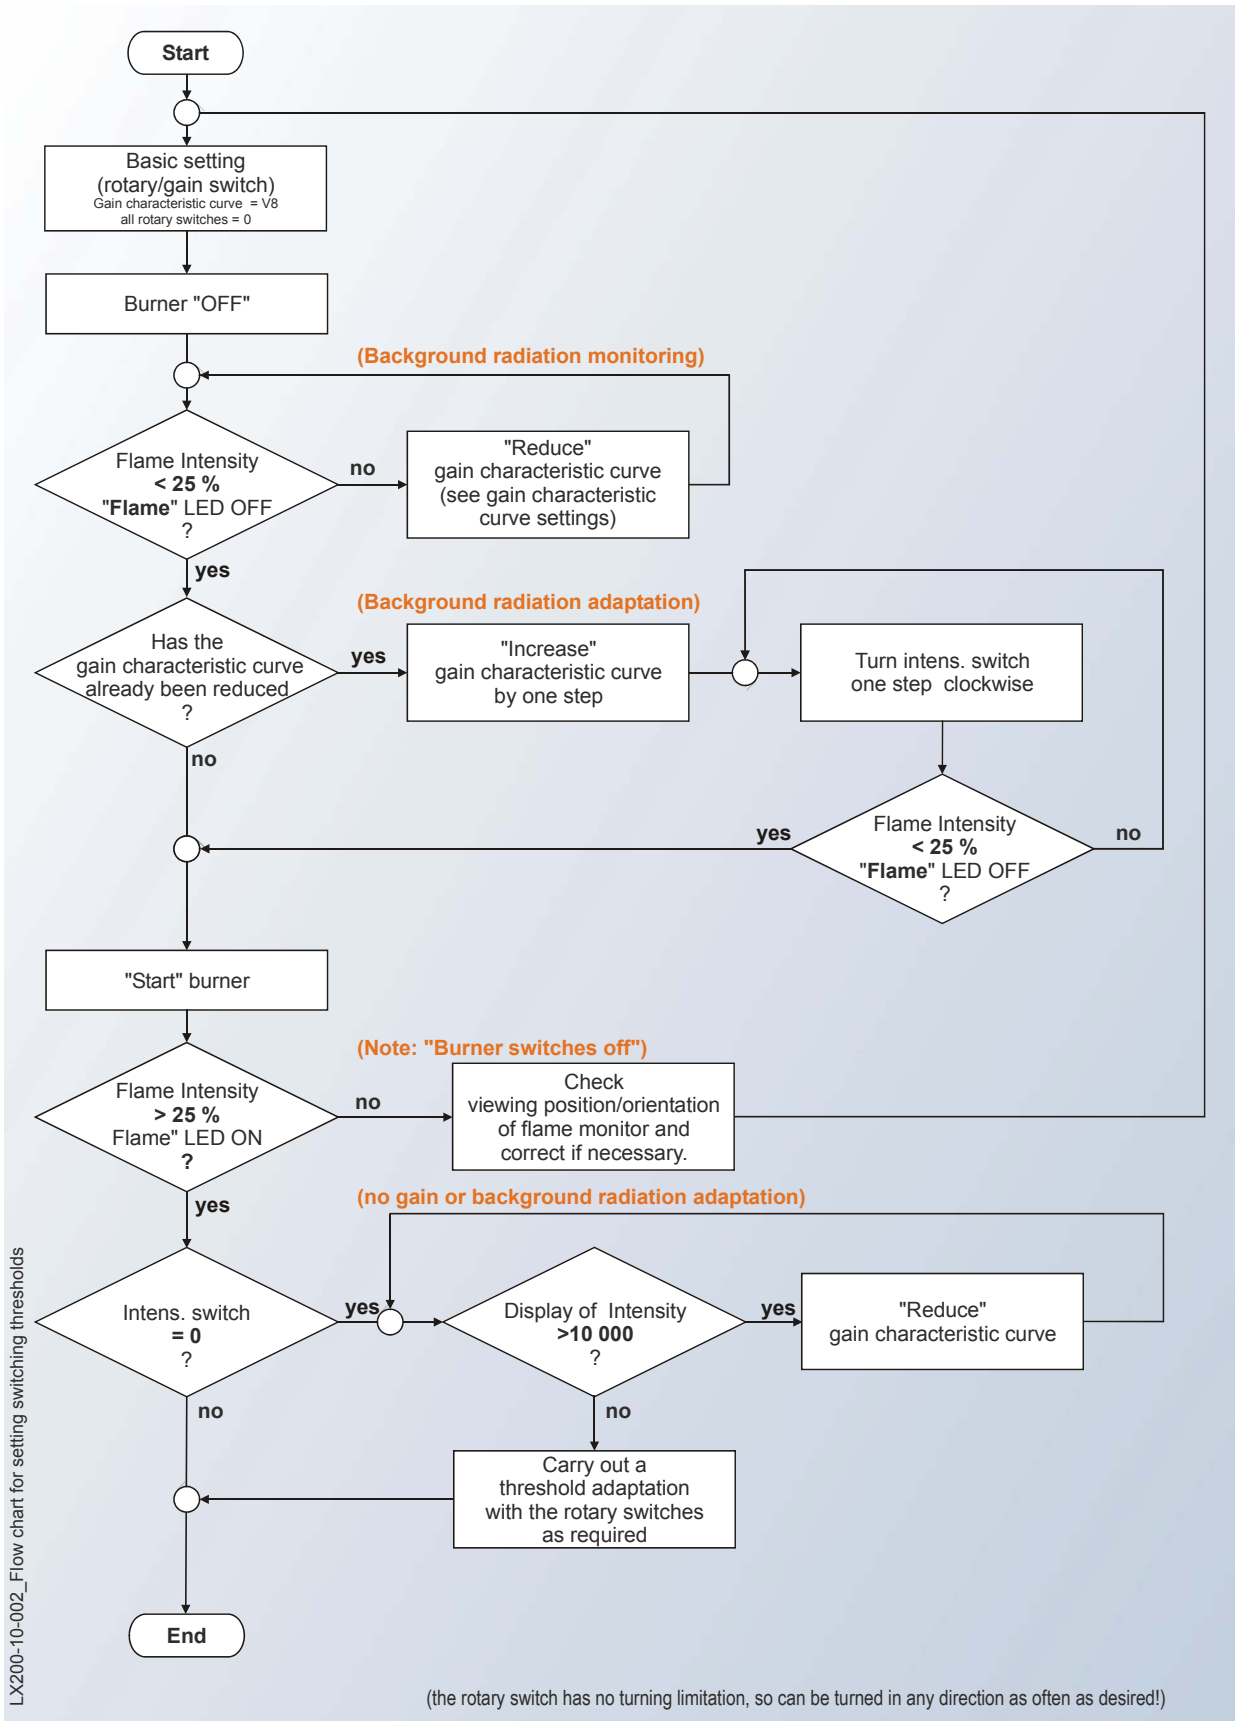 Start
Basic setting
(rotary/gain switch)
Gain characteristic curve = V8
all rotary switches = 0
Burner "OFF"
(Background radiation monitoring)
Flame Intensity
< 25 %
"Flame" LED OFF
?
no
"Reduce"
gain characteristic curve
(see gain characteristic
curve settings)
yes
(Background radiation adaptation)
Has the
gain characteristic curve
already been reduced
?
yes
"Increase"
gain characteristic curve
by one step
Turn intens. switch
one step clockwise
no
yes
Flame Intensity
< 25 %
"Flame" LED OFF
?
no
"Start" burner
(Note: "Burner switches off")
Flame Intensity
> 25 %
Flame" LED ON
?
no
Check
viewing position/orientation
of flame monitor and
correct if necessary.
yes
(no gain or background radiation adaptation)
Intens. switch
= 0
?
yes
Display of Intensity
>10 000
?
yes
"Reduce"
gain characteristic curve
no
no
Carry out a
threshold adaptation
with the rotary switches
as required
End
LX200-10-002_Flow chart for setting switching thresholds
(the rotary switch has no turning limitation, so can be turned in any direction as often as desired!)